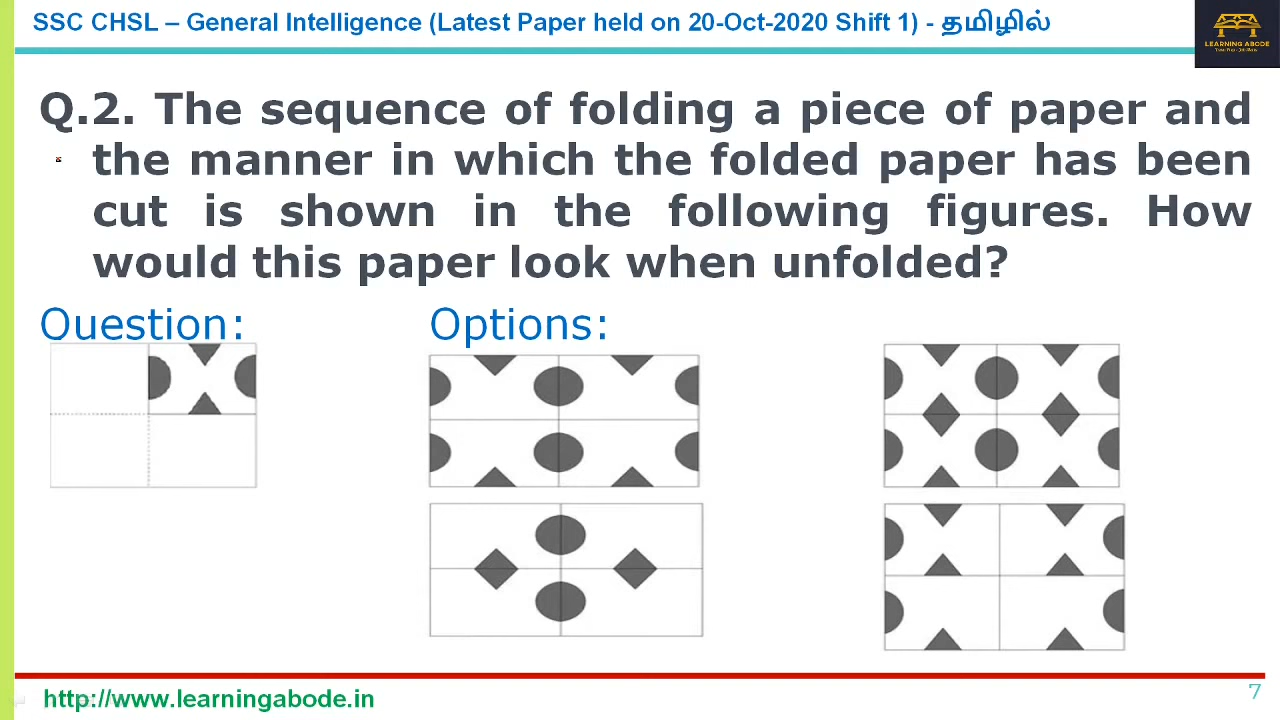 SSC CHSL – General Intelligence (Latest Paper held on 20-Oct-2020 Shift 1) - தமிழில்
LEARNING ABODE
Q.2. The sequence of folding a piece of paper and
the manner in which the folded paper has been
cut is shown in the following figures. How
would this paper look when unfolded?
Question:
Options:
http://www.learningabode.in
7